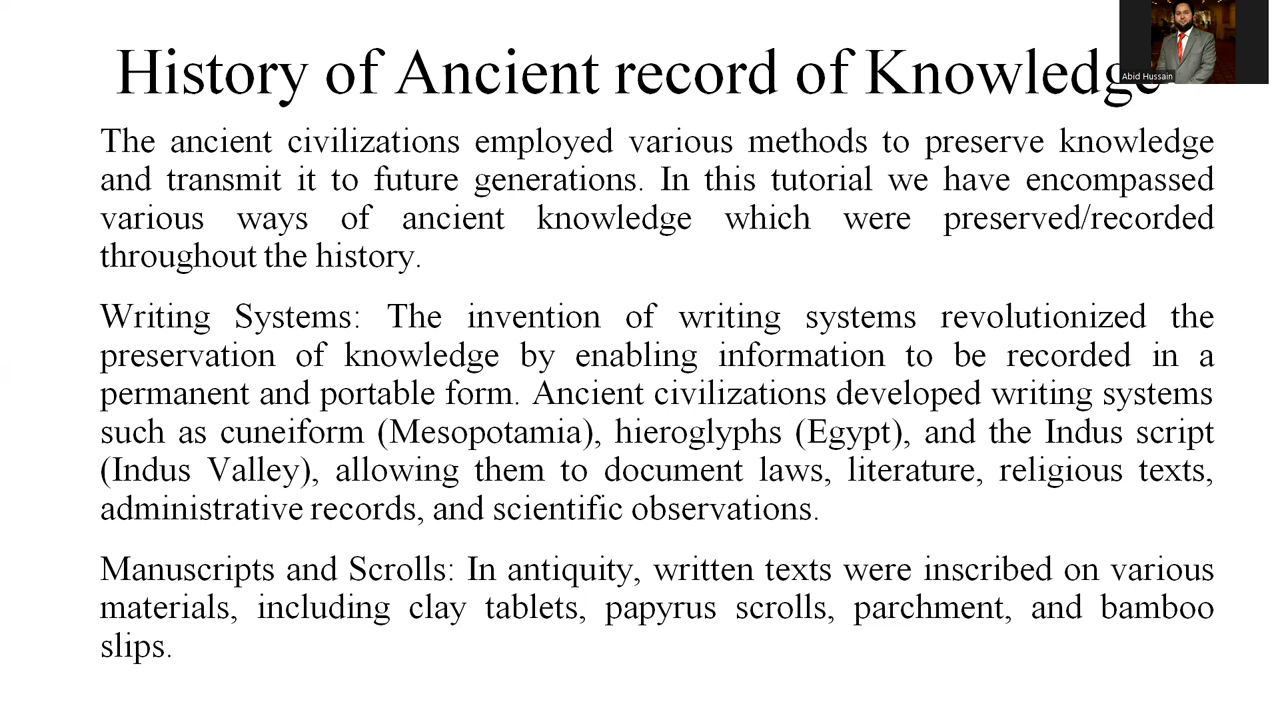 History of Ancient record of Knowledge
Abid Hussain
The ancient civilizations employed various methods to preserve knowledge
and transmit it to future generations. In this tutorial we have encompassed
various ways of ancient knowledge which were preserved/recorded
throughout the history.
Writing Systems: The invention of writing systems revolutionized the
preservation of knowledge by enabling information to be recorded in a
permanent and portable form. Ancient civilizations developed writing systems
such as cuneiform (Mesopotamia), hieroglyphs (Egypt), and the Indus script
(Indus Valley), allowing them to document laws, literature, religious texts,
administrative records, and scientific observations.
Manuscripts and Scrolls: In antiquity, written texts were inscribed on various
materials, including clay tablets, papyrus scrolls, parchment, and bamboo
slips.